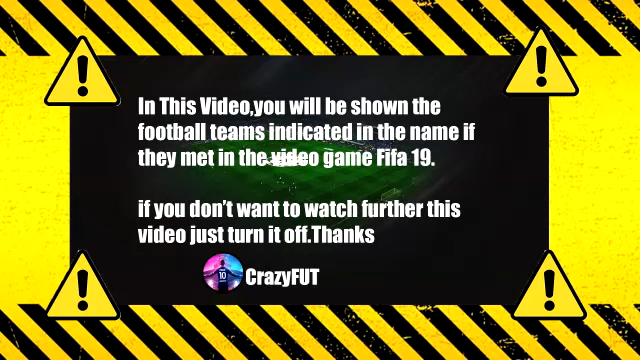 In This Video,you will be shown the
football teams indicated in the name if
they met in the video game Fifa 19.
if you don't want to watch further this
video just turn it off.Thanks
10
CrazyFUT